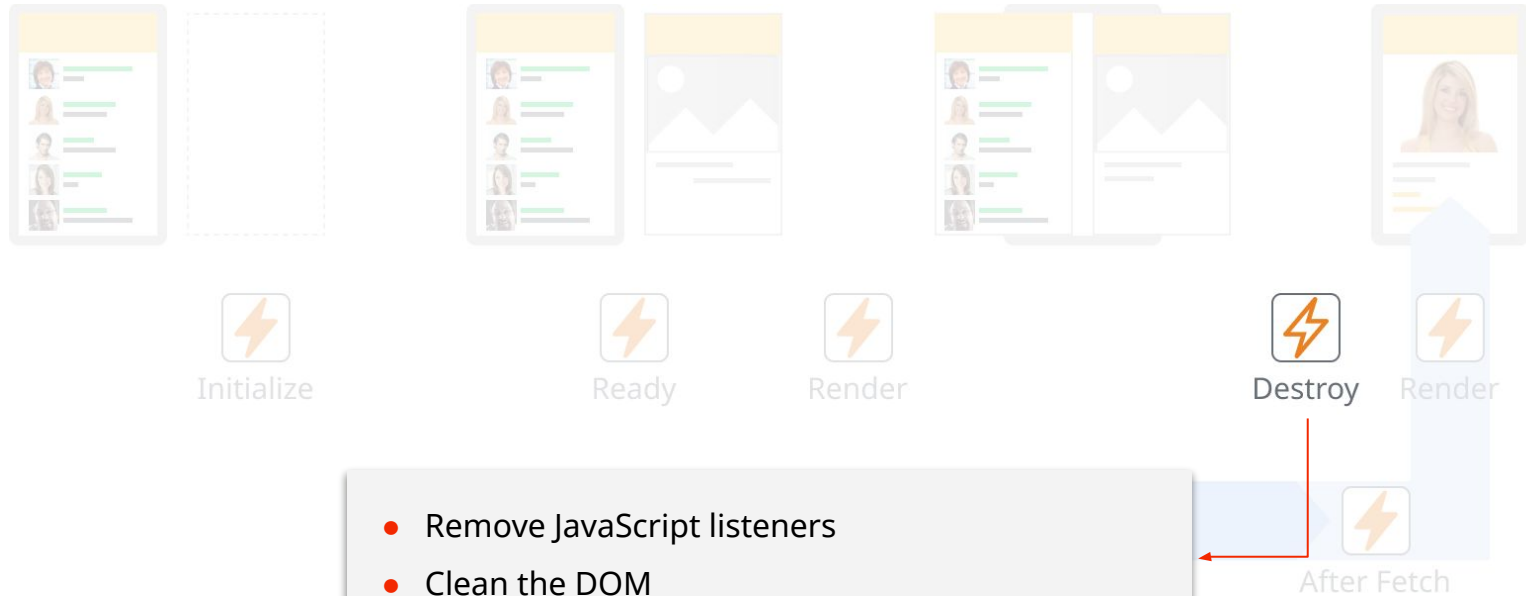 Initialize
Ready
Render
Destroy
Render
Remove JavaScript listeners
Clean the DOM
After Fetch